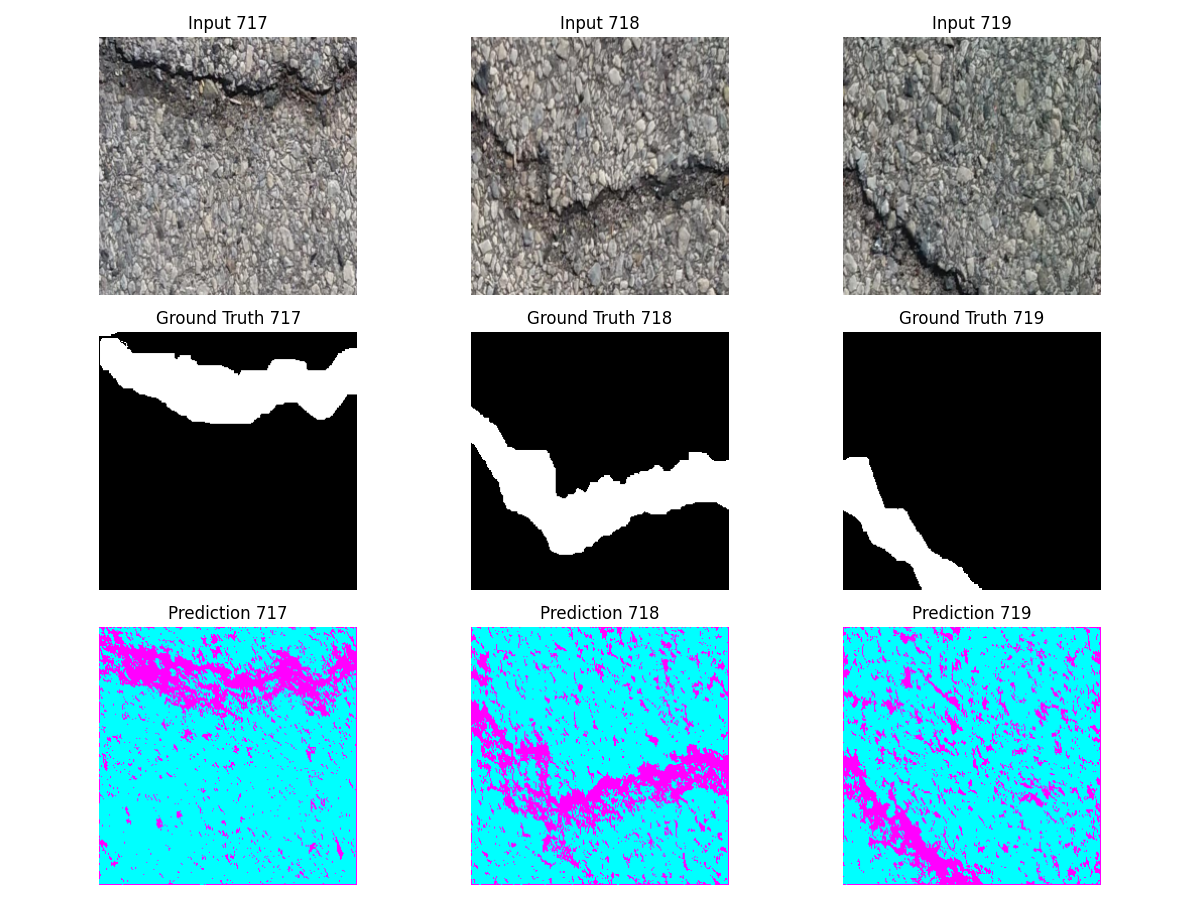 Input 717
Input 718
Input 719
Ground Truth 717
Ground Truth 718
Ground Truth 719
Prediction 717
Prediction 718
Prediction 719